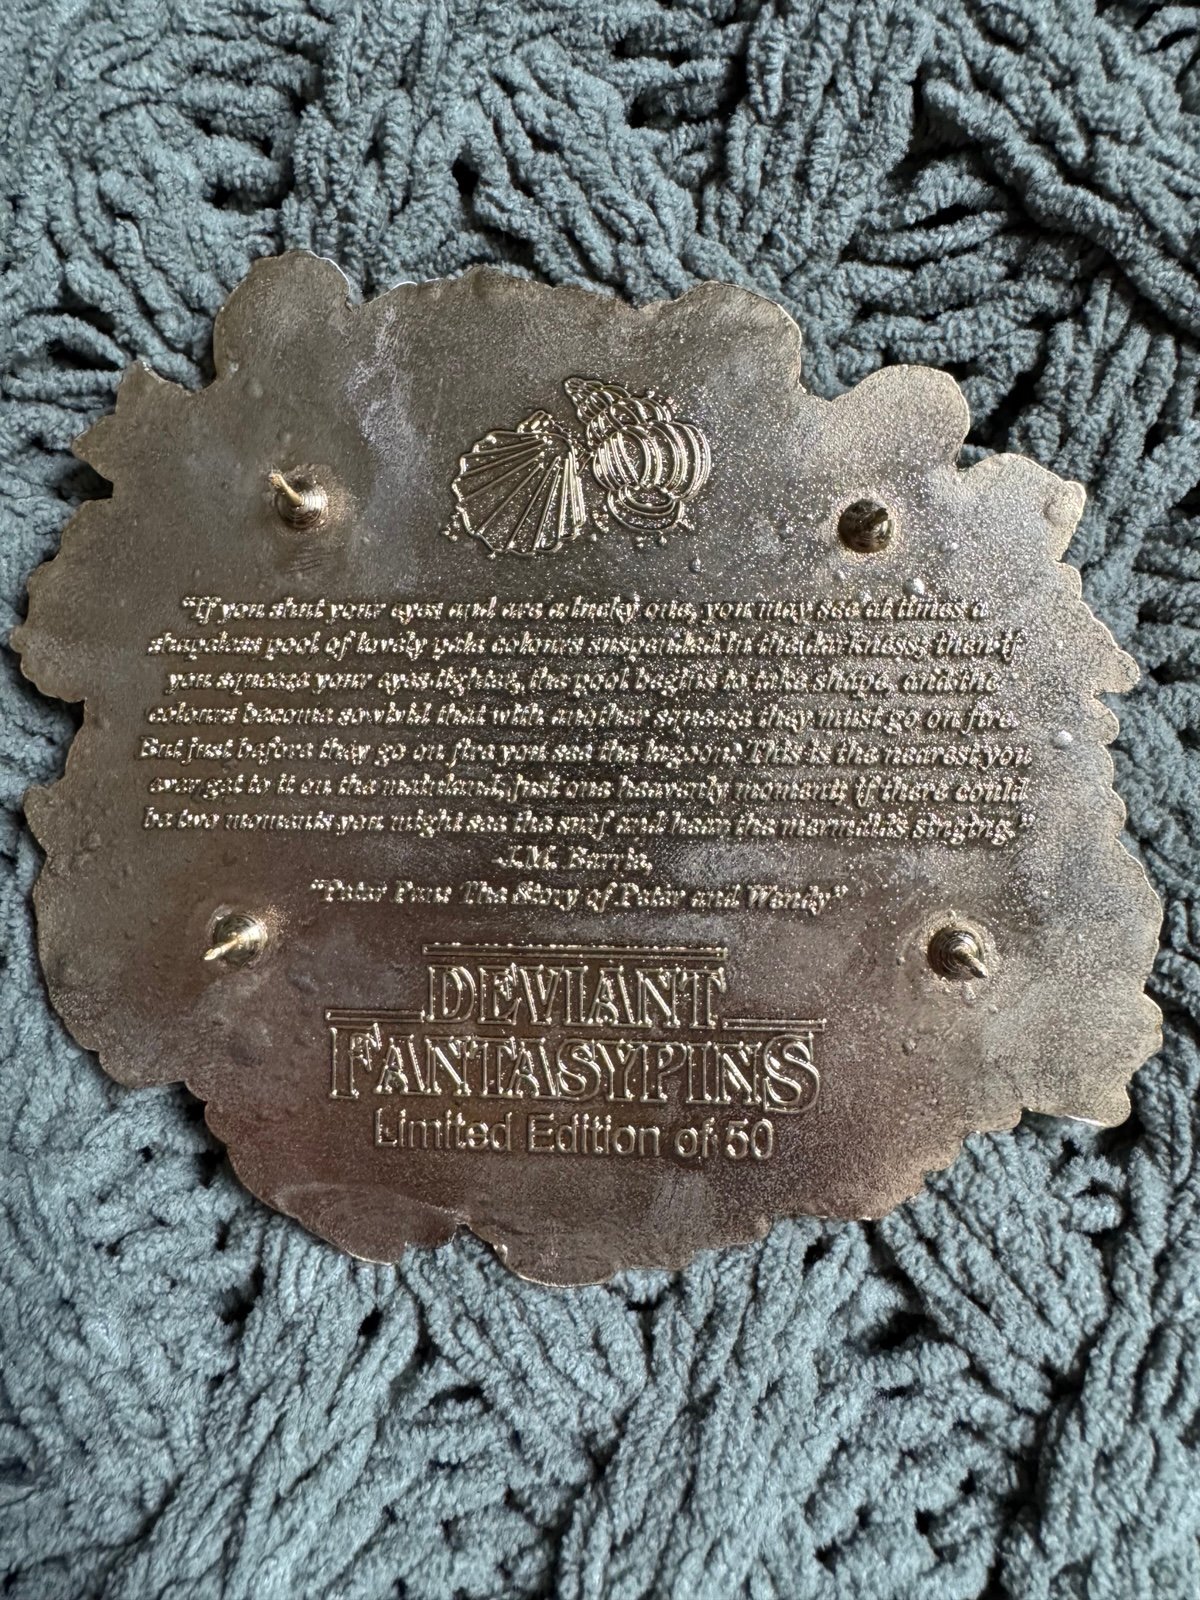 "If you shut your eyes and are a lucky one, you may see at times a
shapeless pool of lovely pale colours suspended in the darkness; then if
you squeeze your eyes tighter, the pool begins to take shape, and the
colours become so vivid that with another squeeze they must go on fire.
But just before they go on fire you see the lagoon. This is the nearest you
ever get to it on the mainland, just one heavenly moment; if there could
be two moments you might see the surf and hear the mermaids singing."
-J.M. Barrie,
"Peter Pan: The Story of Peter and Wendy"
DEVIANT
FANTASYPINS
Limited Edition of 50